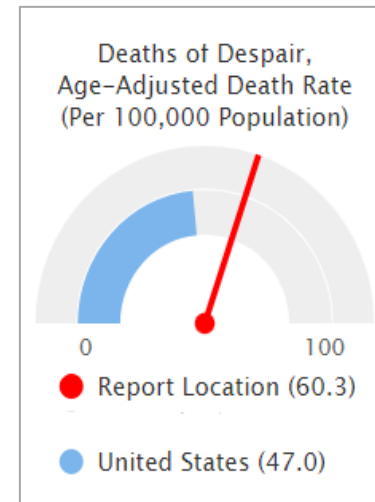 Deaths of Despair,
Age-Adjusted Death Rate
(Per 100,000 Population)
0 100
Report Location (60.3)
United States (47.0)